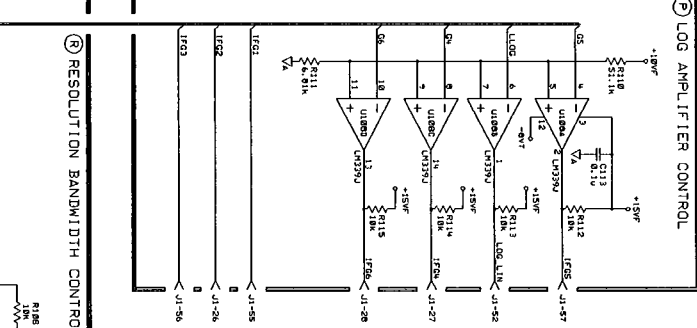 P LOG AMPLIFIER CONTROL
+10VF
R110
51.1k
R111
6.81k
G5
LLOG
G4
G6
IFG1
IFG2
IFG3
4
5
3
12
2
U108A
LM339J
-8VT
C113
0.1u
+15VF
R112
10k
IFG5
J1-57
6
7
1
U108B
LM339J
+15VF
R113
10k
LOG LIN
J1-52
8
9
14
U108C
LM339J
+15VF
R114
10k
IFG4
J1-27
10
11
13
U108D
LM339J
+15VF
R115
10k
IFG6
J1-28
J1-55
J1-26
J1-56
R RESOLUTION BANDWIDTH CONTRO
R106
10k